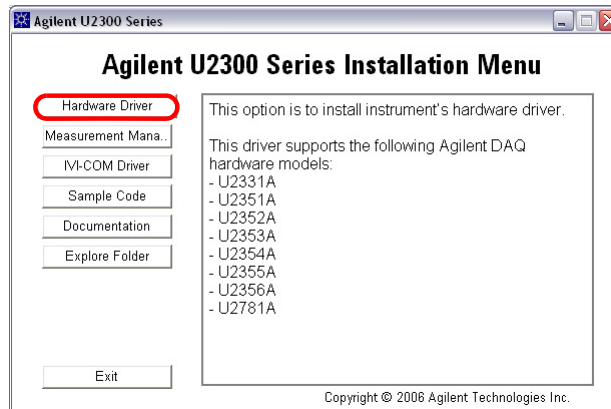 Agilent U2300 Series
Agilent U2300 Series Installation Menu
Hardware Driver
Measurement Mana..
IVI-COM Driver
Sample Code
Documentation
Explore Folder
Exit
This option is to install instrument's hardware driver.
This driver supports the following Agilent DAQ
hardware models:
- U2331A
- U2351A
- U2352A
- U2353A
- U2354A
- U2355A
- U2356A
- U2781A
Copyright © 2006 Agilent Technologies Inc.